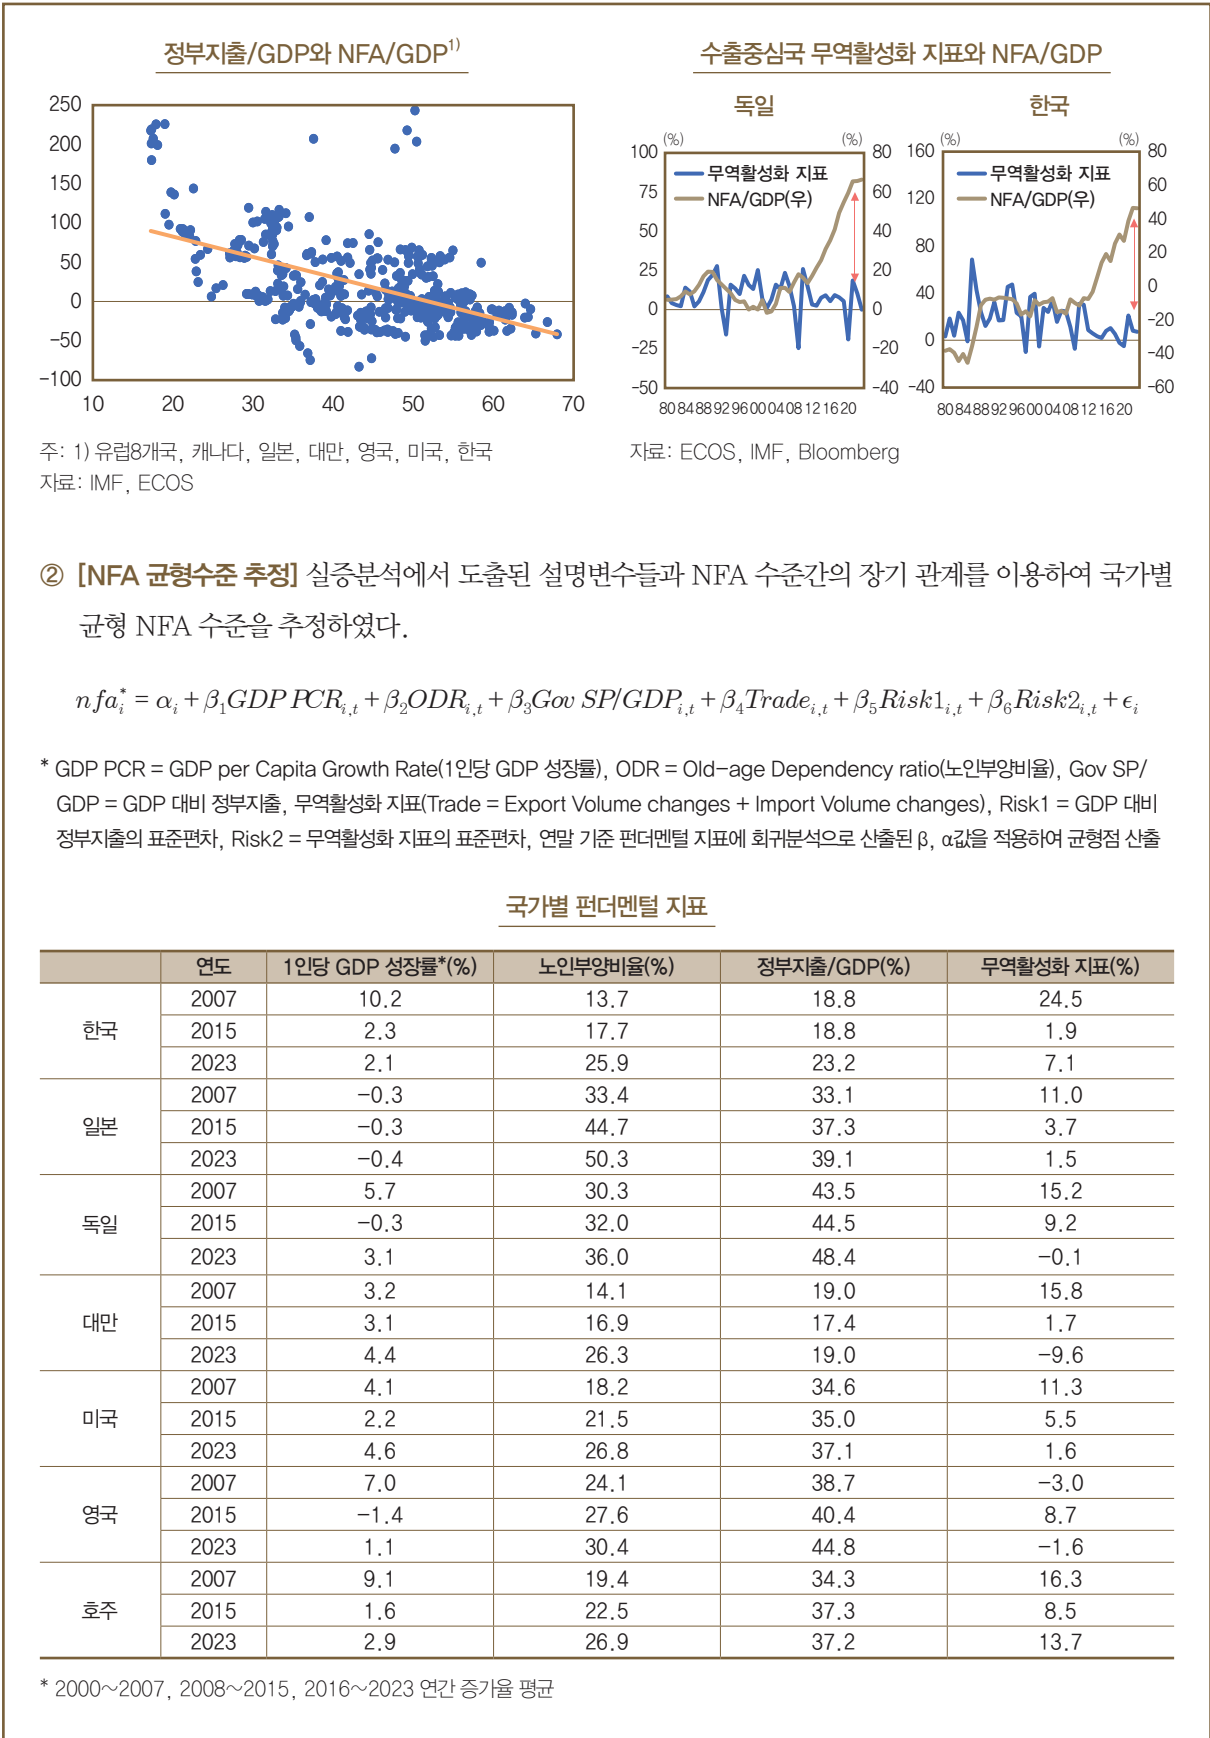 정부지출/GDP와 NFA/GDP1)
250
200
150
100
50
0
-50
-100
10 20 30 40 50 60 70
주: 1) 유럽8개국, 캐나다, 일본, 대만, 영국, 미국, 한국
자료: IMF, ECOS
수출중심국 무역활성화 지표와 NFA/GDP
독일
(%) (%)
100 80
75 60
50 40
25 20
0 0
-25 -20
-50 -40
무역활성화 지표
NFA/GDP(우)
80 84 88 92 96 00 04 08 12 16 20
한국
(%) (%)
160 80
120 60
80 40
40 20
0 0
-40 -20
-40
-60
무역활성화 지표
NFA/GDP(우)
80 84 88 92 96 00 04 08 12 16 20
자료: ECOS, IMF, Bloomberg
② [NFA 균형수준 추정] 실증분석에서 도출된 설명변수들과 NFA 수준간의 장기 관계를 이용하여 국가별
균형 NFA 수준을 추정하였다.
nfa*i = αi + β1GDP PCRi,t + β2ODRi,t + β3Gov SP/GDPi,t + β4Tradei,t + β5Risk1i,t + β6Risk2i,t + ϵi
* GDP PCR = GDP per Capita Growth Rate(1인당 GDP 성장률), ODR = Old-age Dependency ratio(노인부양비율), Gov SP/
GDP = GDP 대비 정부지출, 무역활성화 지표(Trade = Export Volume changes + Import Volume changes), Risk1 = GDP 대비
정부지출의 표준편차, Risk2 = 무역활성화 지표의 표준편차, 연말 기준 펀더멘털 지표에 회귀분석으로 산출된 β, α값을 적용하여 균형점 산출
국가별 펀더멘털 지표
연도 1인당 GDP 성장률*(%) 노인부양비율(%) 정부지출/GDP(%) 무역활성화 지표(%)
한국
2007 10.2 13.7 18.8 24.5
2015 2.3 17.7 18.8 1.9
2023 2.1 25.9 23.2 7.1
일본
2007 -0.3 33.4 33.1 11.0
2015 -0.3 44.7 37.3 3.7
2023 -0.4 50.3 39.1 1.5
독일
2007 5.7 30.3 43.5 15.2
2015 -0.3 32.0 44.5 9.2
2023 3.1 36.0 48.4 -0.1
대만
2007 3.2 14.1 19.0 15.8
2015 3.1 16.9 17.4 1.7
2023 4.4 26.3 19.0 -9.6
미국
2007 4.1 18.2 34.6 11.3
2015 2.2 21.5 35.0 5.5
2023 4.6 26.8 37.1 1.6
영국
2007 7.0 24.1 38.7 -3.0
2015 -1.4 27.6 40.4 8.7
2023 1.1 30.4 44.8 -1.6
호주
2007 9.1 19.4 34.3 16.3
2015 1.6 22.5 37.3 8.5
2023 2.9 26.9 37.2 13.7
* 2000~2007, 2008~2015, 2016~2023 연간 증가율 평균